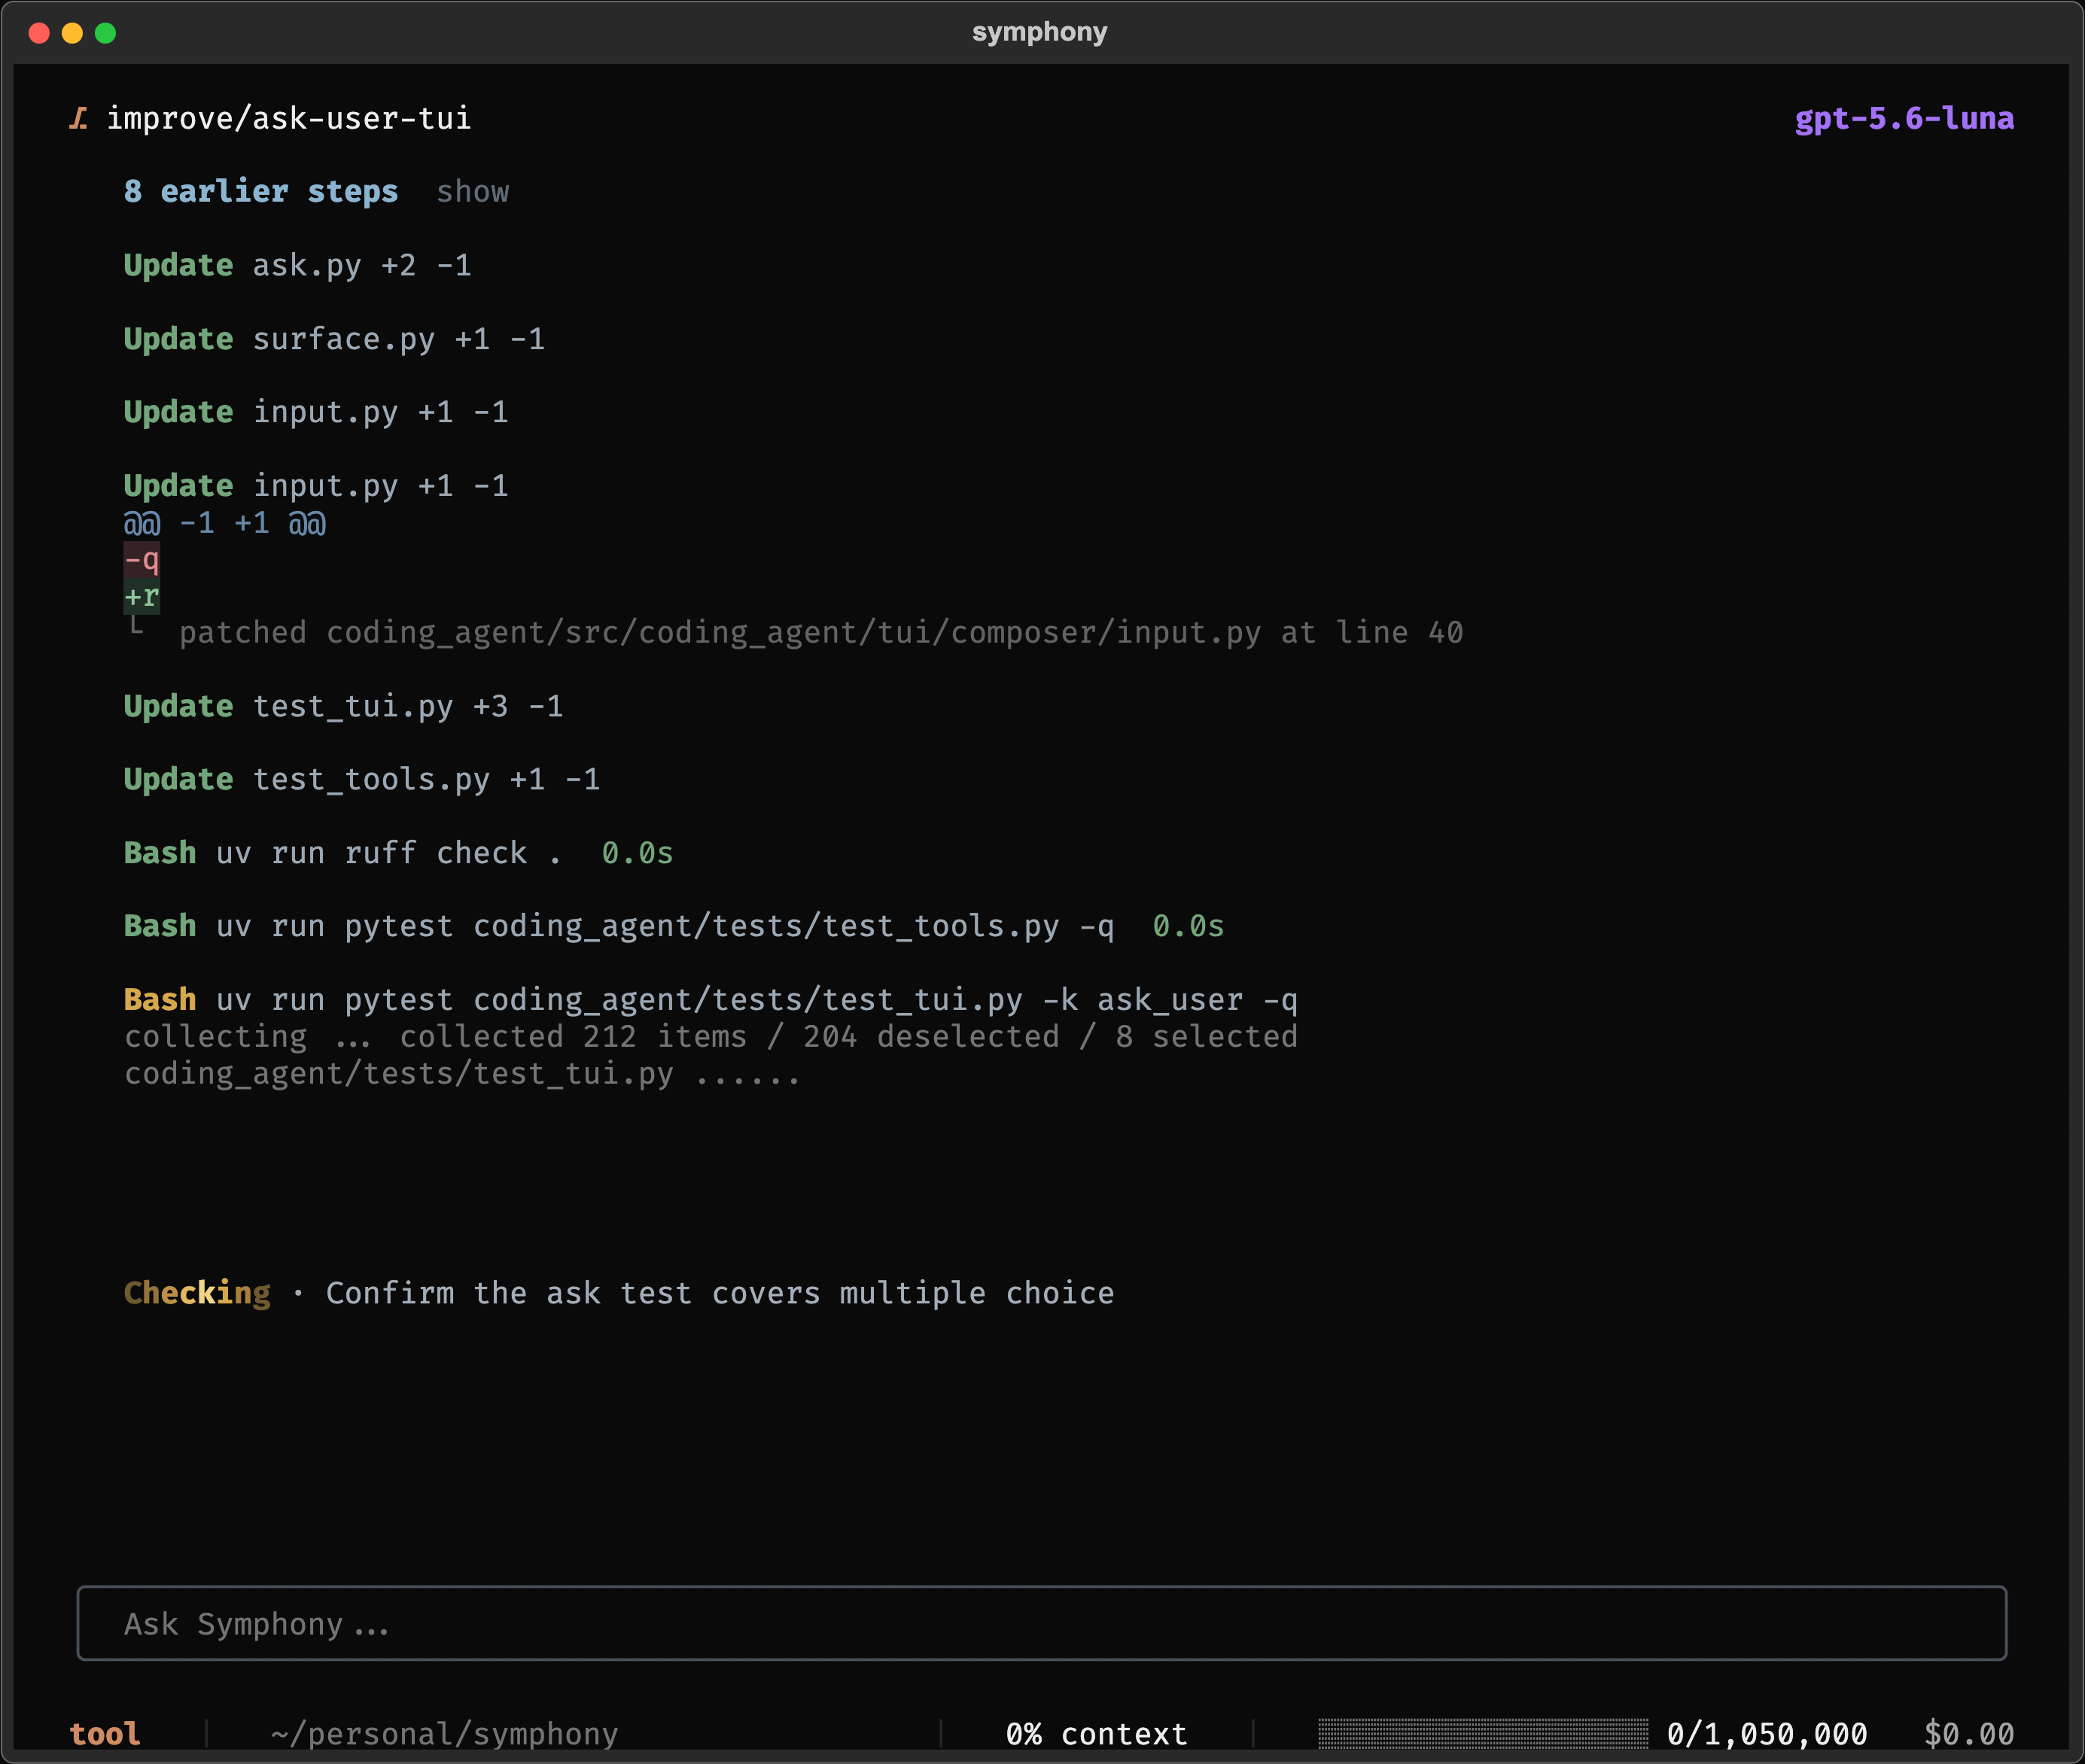 symphony
improve/ask-user-tui gpt-5.6-luna
8 earlier steps show
Update ask.py +2 -1
Update surface.py +1 -1
Update input.py +1 -1
Update input.py +1 -1
@@ -1 +1 @@
-q
+r
└ patched coding_agent/src/coding_agent/tui/composer/input.py at line 40
Update test_tui.py +3 -1
Update test_tools.py +1 -1
Bash uv run ruff check . 0.0s
Bash uv run pytest coding_agent/tests/test_tools.py -q 0.0s
Bash uv run pytest coding_agent/tests/test_tui.py -k ask_user -q
collecting ... collected 212 items / 204 deselected / 8 selected
coding_agent/tests/test_tui.py ......
Checking · Confirm the ask test covers multiple choice
Ask Symphony...
tool | ~/personal/symphony | 0% context | 0/1,050,000 $0.00